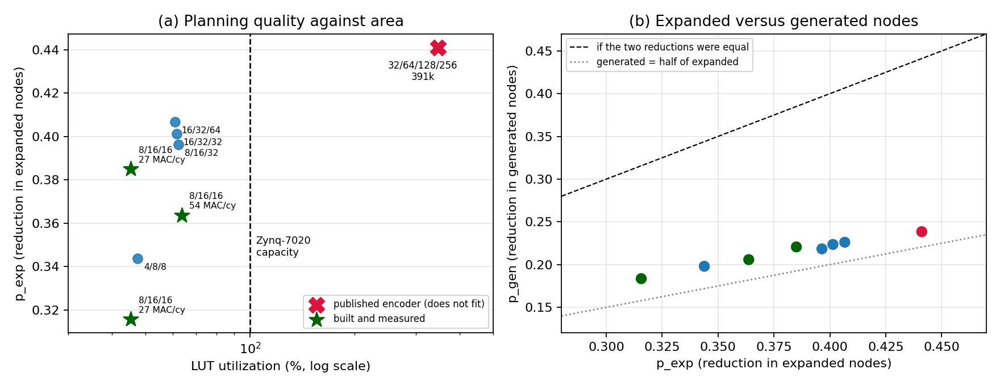 (a) Planning quality against area
p_exp (reduction in expanded nodes)
0.44
0.42
0.40
0.38
0.36
0.34
0.32
32/64/128/256
391k
16/32/64
16/32/32
8/16/32
8/16/16
27 MAC/cy
8/16/16
54 MAC/cy
Zynq-7020
capacity
4/8/8
8/16/16
27 MAC/cy
published encoder (does not fit)
built and measured
10²
LUT utilization (%, log scale)
(b) Expanded versus generated nodes
if the two reductions were equal
generated = half of expanded
p_gen (reduction in generated nodes)
0.45
0.40
0.35
0.30
0.25
0.20
0.15
0.300 0.325 0.350 0.375 0.400 0.425 0.450
p_exp (reduction in expanded nodes)